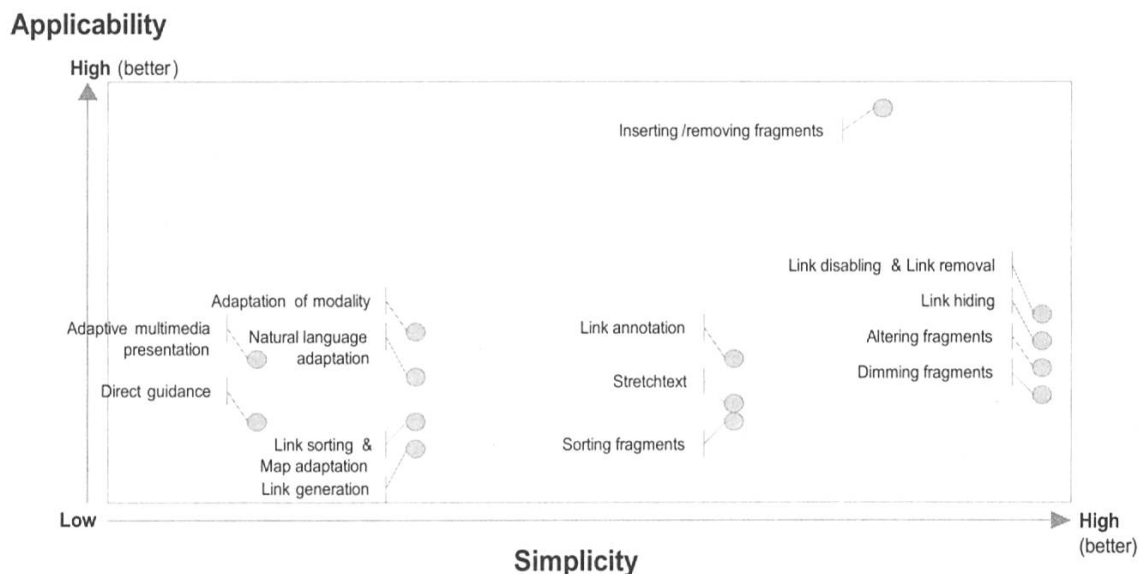 Applicability
High (better)
Inserting /removing fragments
Link disabling & Link removal
Adaptation of modality
Link hiding
Adaptive multimedia
presentation
Natural language
adaptation
Link annotation
Altering fragments
Direct guidance
Stretchtext
Dimming fragments
Link sorting &
Map adaptation
Sorting fragments
Link generation
Low
High
(better)
Simplicity